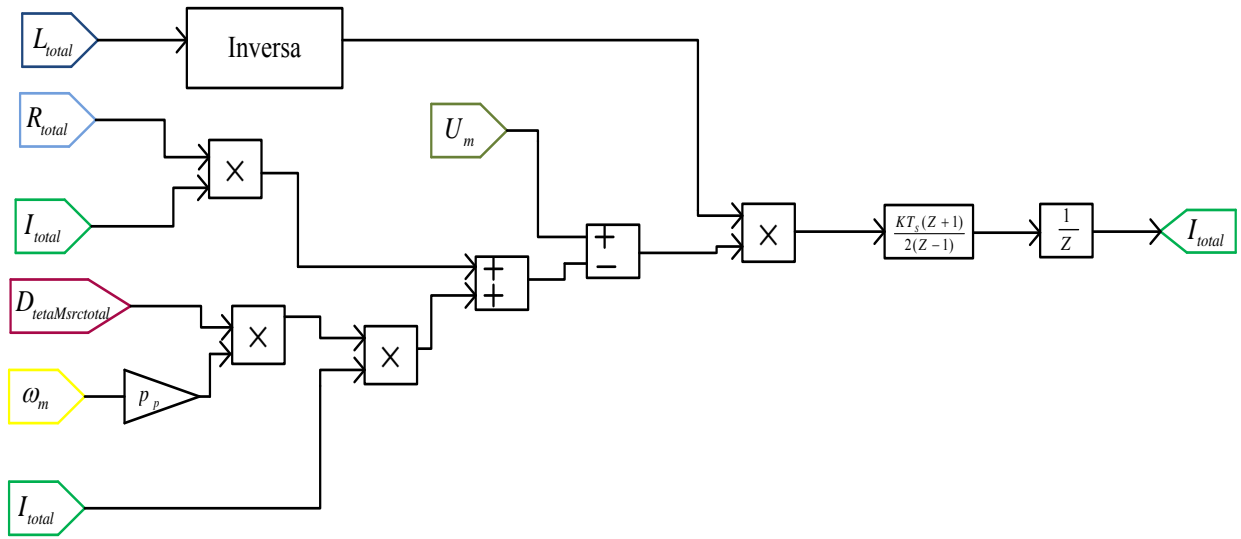 L_total
Inversa
R_total
U_m
×
I_total
×
KT_s(Z+1)
2(Z−1)
1
Z
I_total
+
−
+
+
D_tetaMsrctotal
×
×
ω_m
p_p
I_total